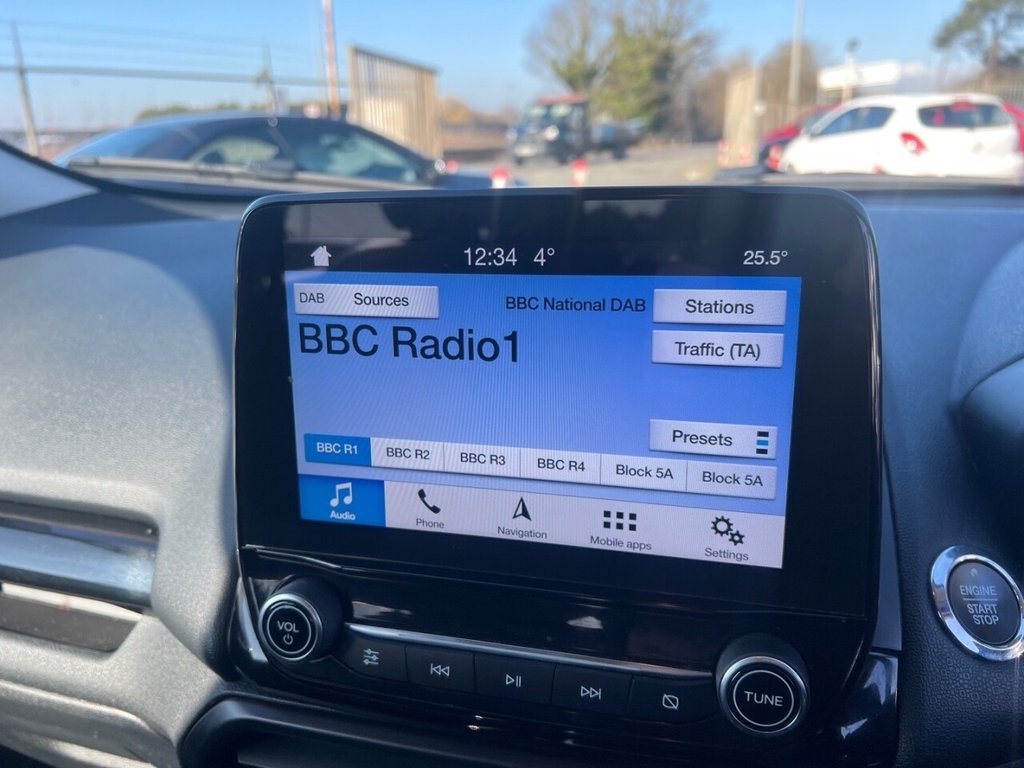 12:34 4° 25.5°
DAB Sources BBC National DAB Stations
BBC Radio1
Traffic (TA)
Presets
BBC R1 BBC R2 BBC R3 BBC R4 Block 5A Block 5A
Audio Phone Navigation Mobile apps Settings
VOL
TUNE
ENGINE
START
STOP